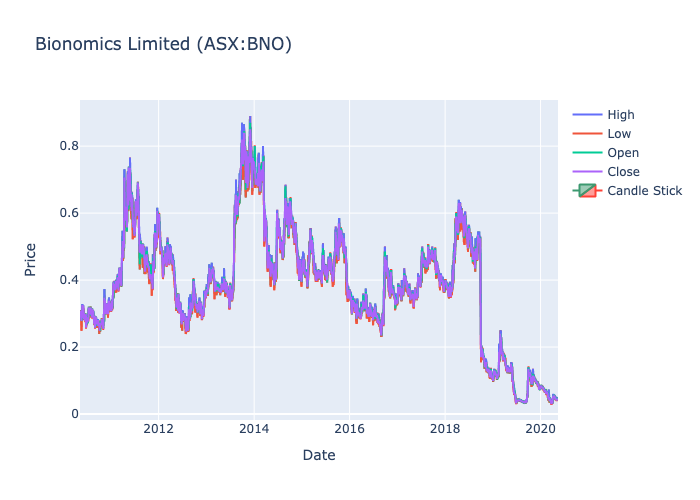 Bionomics Limited (ASX:BNO)
High
Low
Open
Close
Candle Stick
Price
0.8
0.6
0.4
0.2
0
2012 2014 2016 2018 2020
Date